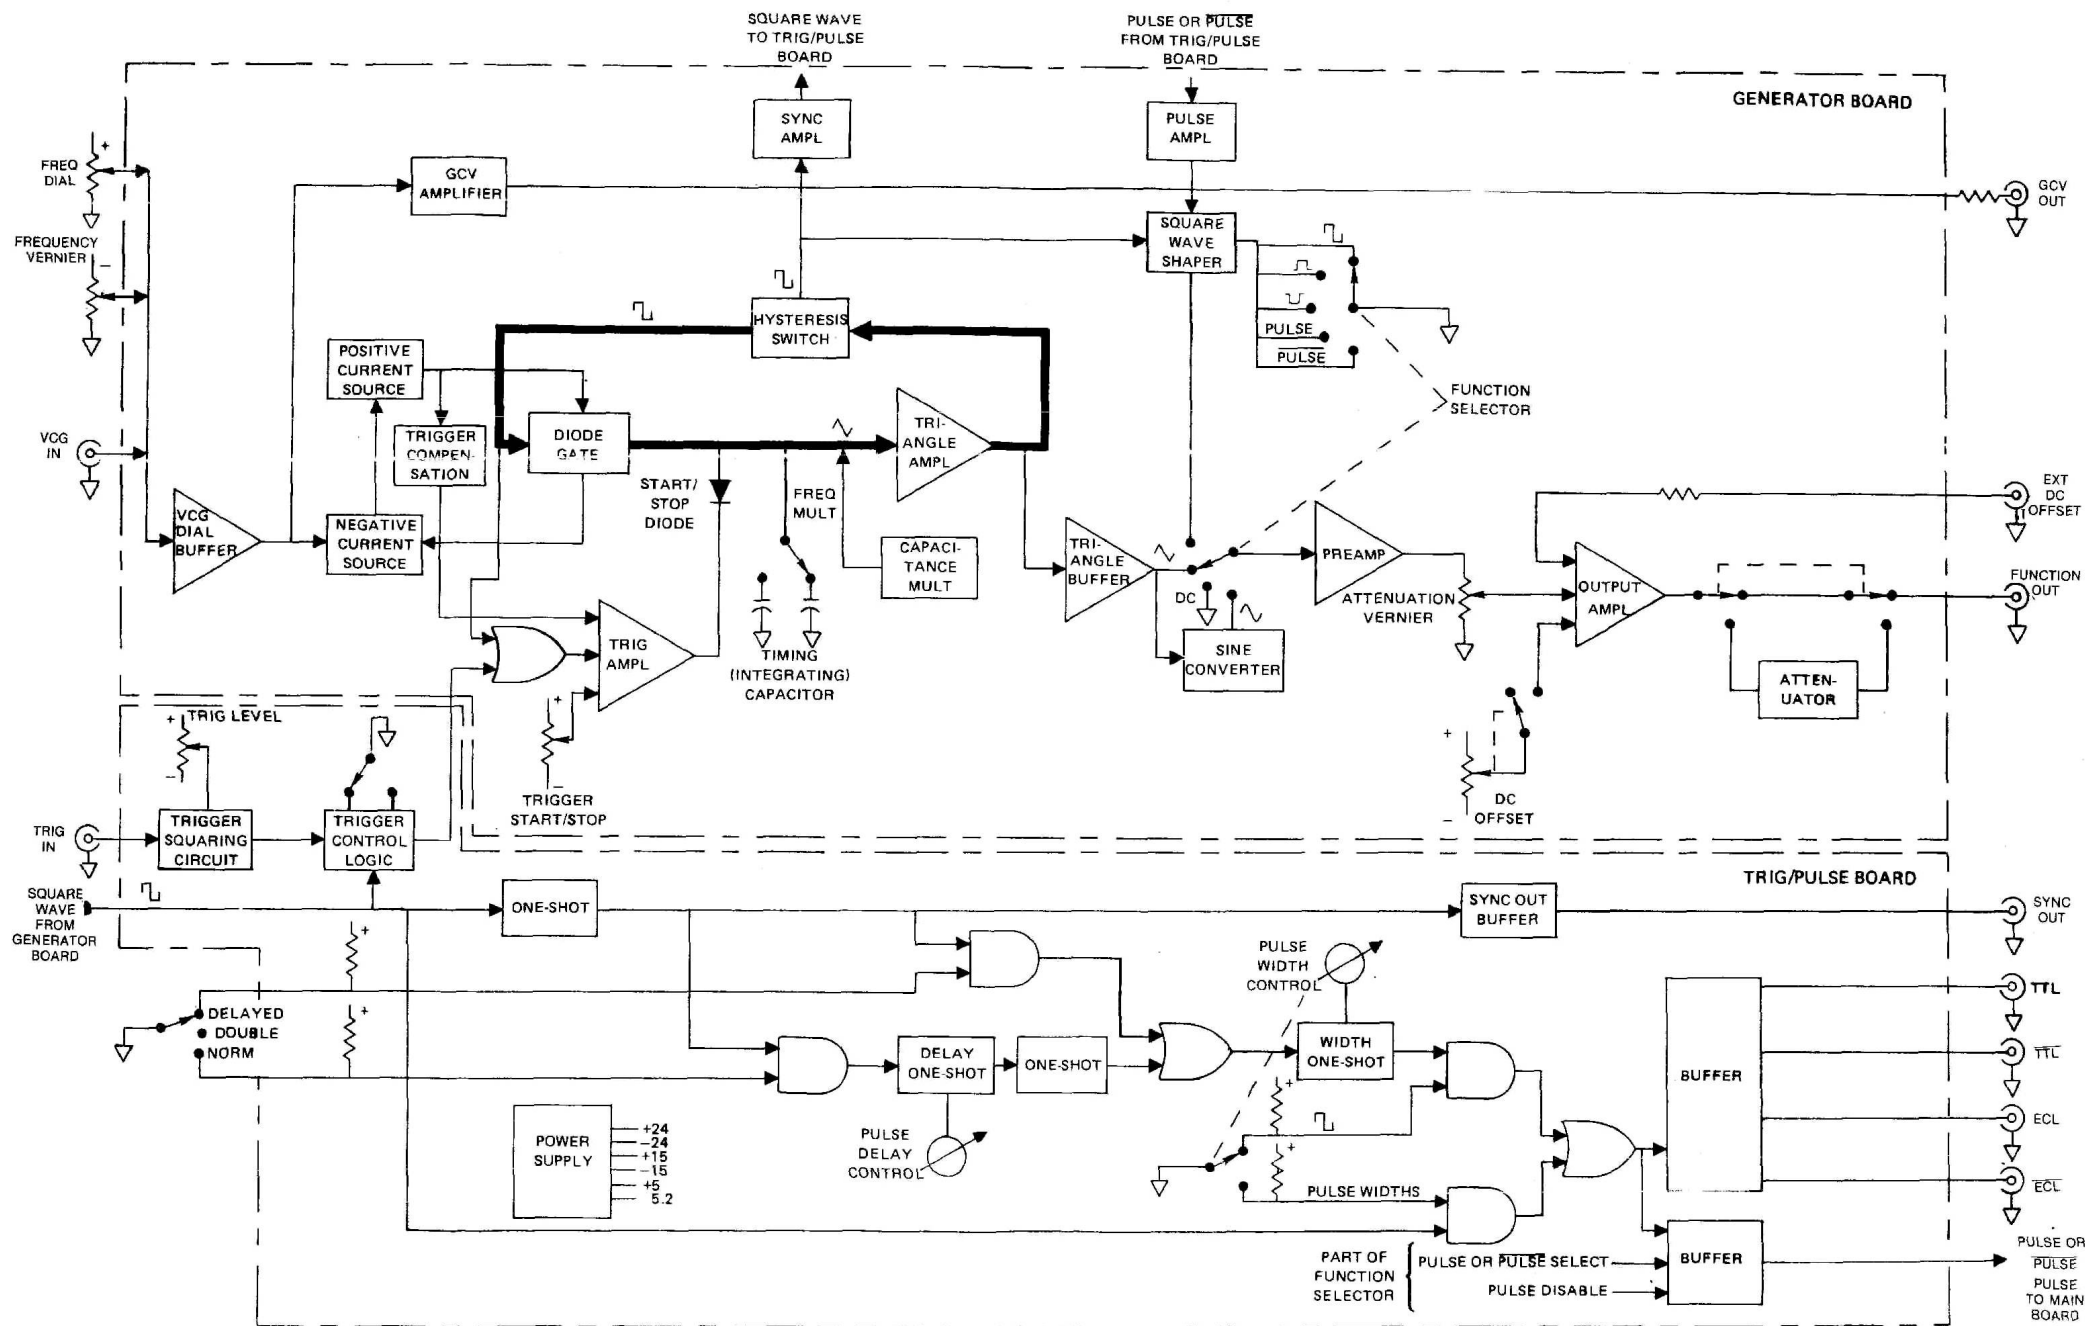 SQUARE WAVE
TO TRIG/PULSE
BOARD
PULSE OR PULSE
FROM TRIG/PULSE
BOARD
GENERATOR BOARD
SYNC
AMPL
PULSE
AMPL
+
FREQ
DIAL
GCV
AMPLIFIER
GCV
OUT
FREQUENCY
VERNIER
−
SQUARE
WAVE
SHAPER
PULSE
PULSE
HYSTERESIS
SWITCH
POSITIVE
CURRENT
SOURCE
FUNCTION
SELECTOR
VCG
IN
TRIGGER
COMPEN-
SATION
DIODE
GATE
TRI-
ANGLE
AMPL
START/
STOP
DIODE
FREQ
MULT
EXT
DC
OFFSET
VCG
DIAL
BUFFER
NEGATIVE
CURRENT
SOURCE
CAPACI-
TANCE
MULT
TRI-
ANGLE
BUFFER
PREAMP
DC
ATTENUATION
VERNIER
OUTPUT
AMPL
FUNCTION
OUT
TRIG
AMPL
TIMING
(INTEGRATING)
CAPACITOR
SINE
CONVERTER
ATTEN-
UATOR
+
−
TRIGGER
START/STOP
+
−
DC
OFFSET
+
TRIG LEVEL
−
TRIG
IN
TRIGGER
SQUARING
CIRCUIT
TRIGGER
CONTROL
LOGIC
TRIG/PULSE BOARD
SQUARE
WAVE
FROM
GENERATOR
BOARD
ONE-SHOT
SYNC OUT
BUFFER
SYNC
OUT
+
+
DELAYED
DOUBLE
NORM
PULSE
WIDTH
CONTROL
DELAY
ONE-SHOT
ONE-SHOT
WIDTH
ONE-SHOT
BUFFER
TTL
TTL
ECL
ECL
POWER
SUPPLY
+24
−24
+15
−15
+5
5.2
PULSE
DELAY
CONTROL
+
+
PULSE WIDTHS
PART OF
FUNCTION
SELECTOR
PULSE OR PULSE SELECT
PULSE DISABLE
BUFFER
PULSE OR
PULSE
PULSE
TO MAIN
BOARD